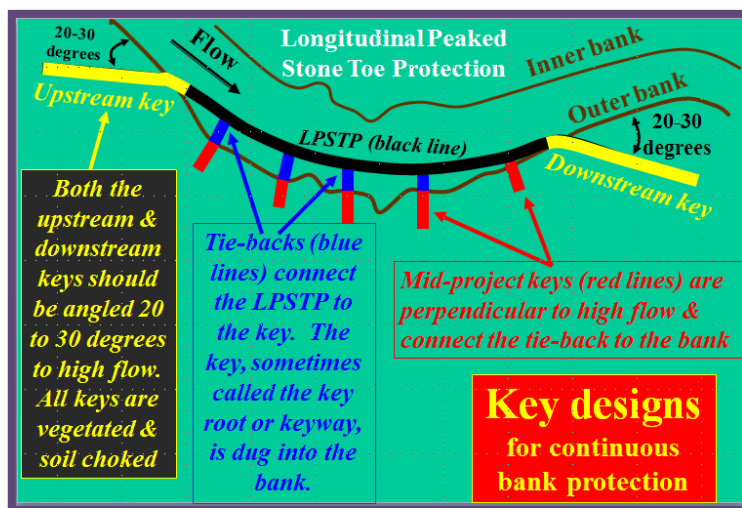 20-30
degrees
Flow
Longitudinal Peaked
Stone Toe Protection
Inner bank
Outer bank
Upstream key
LPSTP (black line)
20-30
degrees
Downstream key
Both the
upstream &
downstream
keys should
be angled 20
to 30 degrees
to high flow.
All keys are
vegetated &
soil choked
Tie-backs (blue
lines) connect
the LPSTP to
the key. The
key, sometimes
called the key
root or keyway,
is dug into the
bank.
Mid-project keys (red lines) are
perpendicular to high flow &
connect the tie-back to the bank
Key designs
for continuous
bank protection